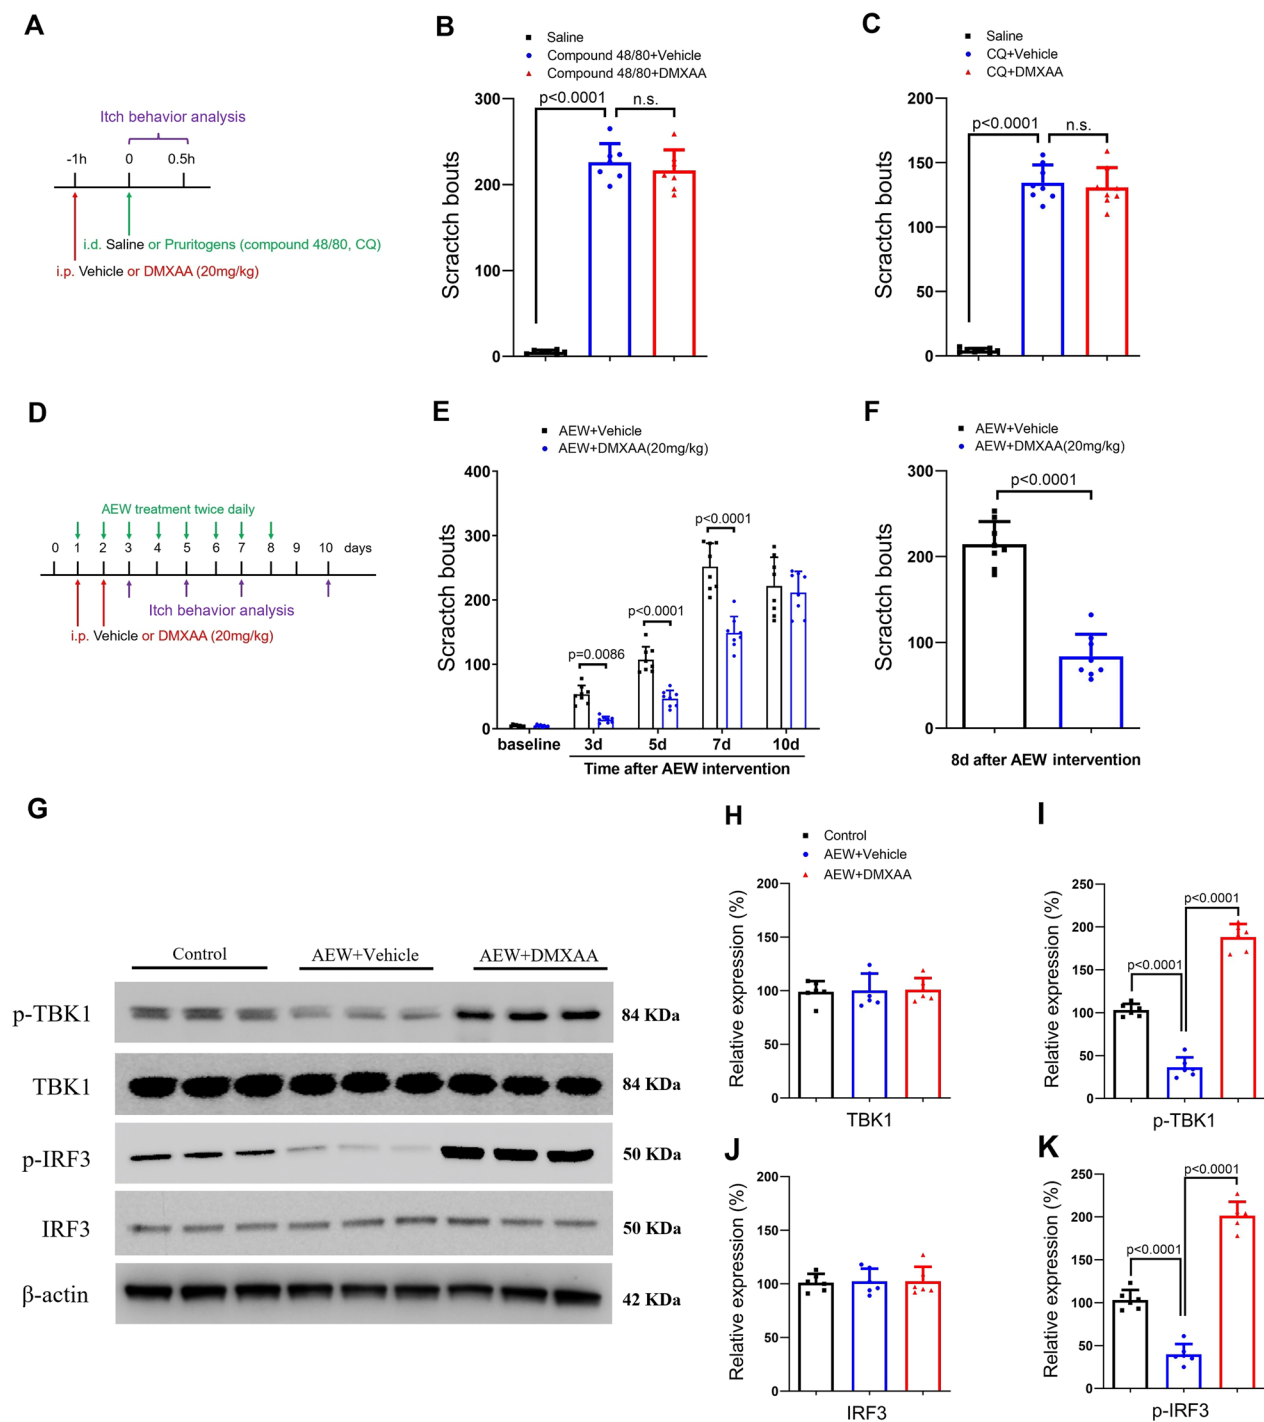 A
Itch behavior analysis
-1h 0 0.5h
i.d. Saline or Pruritogens (compound 48/80, CQ)
i.p. Vehicle or DMXAA (20mg/kg)
B
Saline
Compound 48/80+Vehicle
Compound 48/80+DMXAA
p<0.0001 n.s.
Scractch bouts
300
200
100
0
C
Saline
CQ+Vehicle
CQ+DMXAA
p<0.0001 n.s.
Scractch bouts
200
150
100
50
0
D
AEW treatment twice daily
0 1 2 3 4 5 6 7 8 9 10 days
Itch behavior analysis
i.p. Vehicle or DMXAA (20mg/kg)
E
AEW+Vehicle
AEW+DMXAA(20mg/kg)
Scractch bouts
400
300
200
100
0
p=0.0086
p<0.0001
p<0.0001
baseline 3d 5d 7d 10d
Time after AEW intervention
F
AEW+Vehicle
AEW+DMXAA(20mg/kg)
p<0.0001
Scractch bouts
300
200
100
0
8d after AEW intervention
G
Control AEW+Vehicle AEW+DMXAA
p-TBK1 84 KDa
TBK1 84 KDa
p-IRF3 50 KDa
IRF3 50 KDa
β-actin 42 KDa
H
Control
AEW+Vehicle
AEW+DMXAA
Relative expression (%)
200
150
100
50
0
TBK1
I
Relative expression (%)
250
200
150
100
50
0
p<0.0001
p<0.0001
p-TBK1
J
Relative expression (%)
200
150
100
50
0
IRF3
K
Relative expression (%)
250
200
150
100
50
0
p<0.0001
p<0.0001
p-IRF3